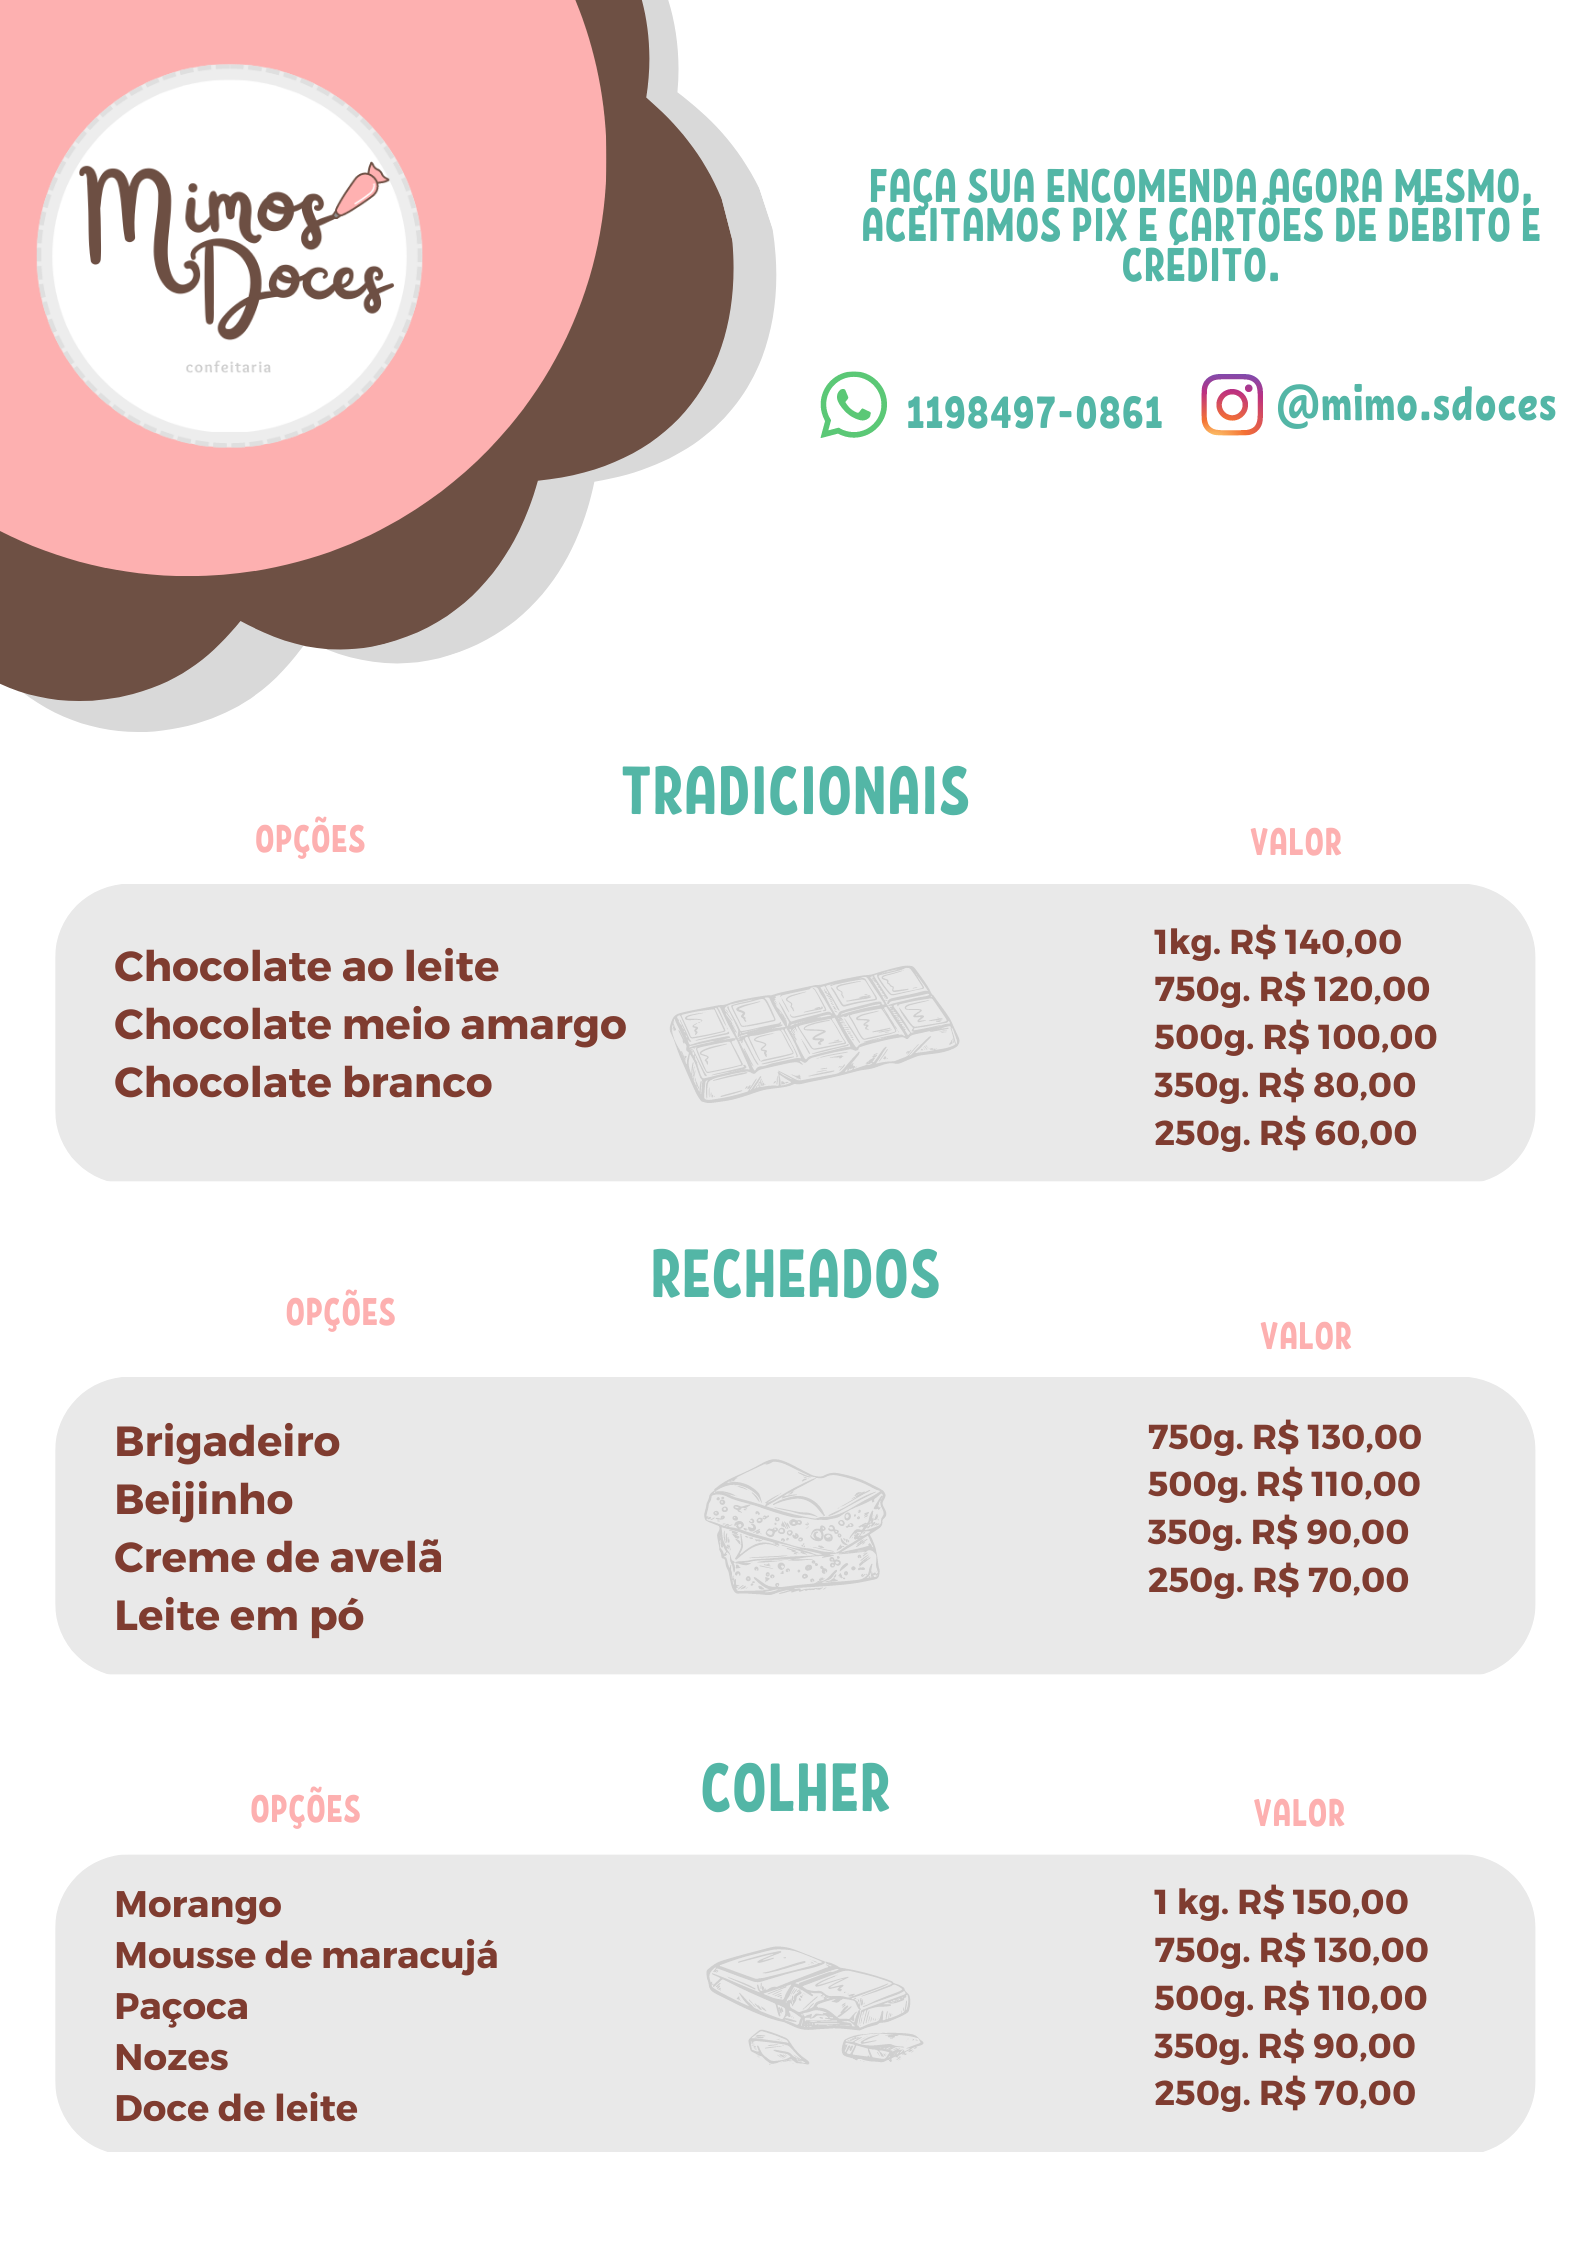 Mimos
Doces
confeitaria
FAÇA SUA ENCOMENDA AGORA MESMO,
ACEITAMOS PIX E CARTÕES DE DÉBITO E
CRÉDITO.
1198497-0861
@mimo.sdoces
TRADICIONAIS
OPÇÕES
VALOR
Chocolate ao leite
Chocolate meio amargo
Chocolate branco
1kg. R$ 140,00
750g. R$ 120,00
500g. R$ 100,00
350g. R$ 80,00
250g. R$ 60,00
RECHEADOS
OPÇÕES
VALOR
Brigadeiro
Beijinho
Creme de avelã
Leite em pó
750g. R$ 130,00
500g. R$ 110,00
350g. R$ 90,00
250g. R$ 70,00
COLHER
OPÇÕES
VALOR
Morango
Mousse de maracujá
Paçoca
Nozes
Doce de leite
1 kg. R$ 150,00
750g. R$ 130,00
500g. R$ 110,00
350g. R$ 90,00
250g. R$ 70,00